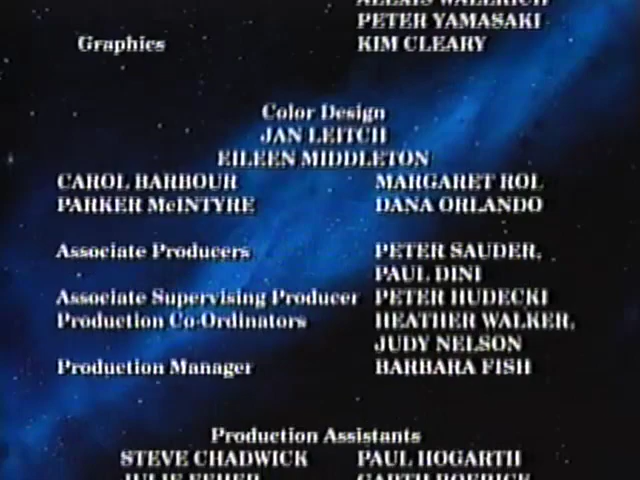 ALEXIS WALLRICH
PETER YAMASAKI
Graphics KIM CLEARY
Color Design
JAN LEITCH
EILEEN MIDDLETON
CAROL BARBOUR MARGARET ROL
PARKER McINTYRE DANA ORLANDO
Associate Producers PETER SAUDER,
PAUL DINI
Associate Supervising Producer PETER HUDECKI
Production Co-Ordinators HEATHER WALKER,
JUDY NELSON
Production Manager BARBARA FISH
Production Assistants
STEVE CHADWICK PAUL HOGARTH